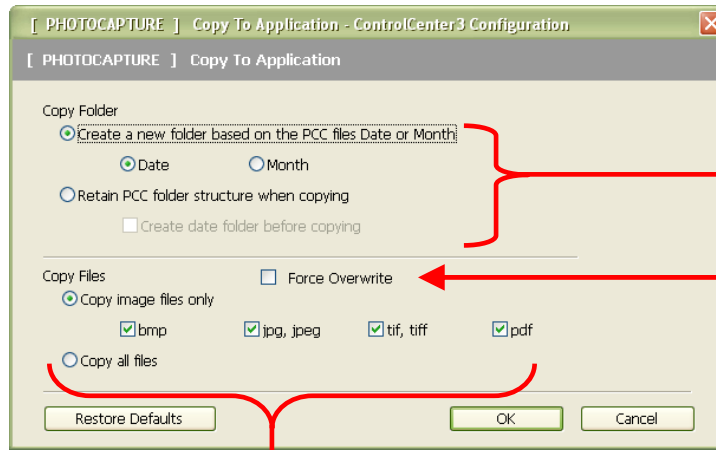 [ PHOTOCAPTURE ] Copy To Application - ControlCenter3 Configuration
[ PHOTOCAPTURE ] Copy To Application
Copy Folder
Create a new folder based on the PCC files Date or Month
Date Month
Retain PCC folder structure when copying
Create date folder before copying
Copy Files Force Overwrite
Copy image files only
bmp jpg, jpeg tif, tiff pdf
Copy all files
Restore Defaults OK Cancel